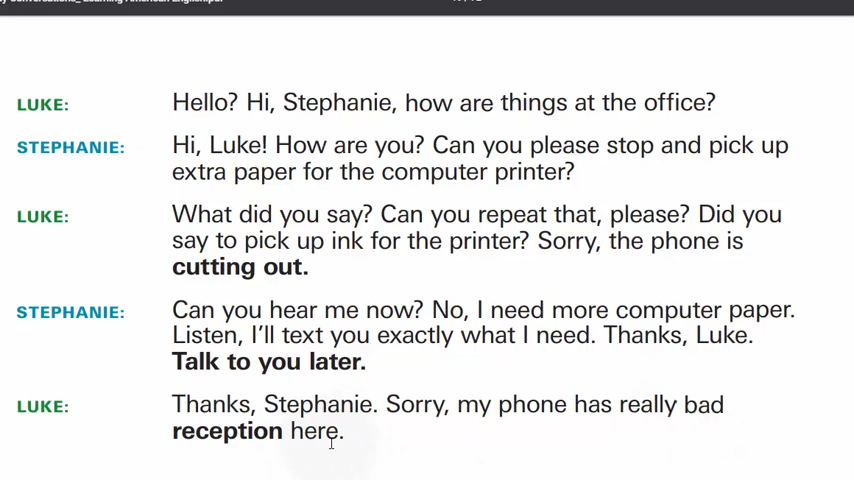 LUKE: Hello? Hi, Stephanie, how are things at the office?
STEPHANIE: Hi, Luke! How are you? Can you please stop and pick up
extra paper for the computer printer?
LUKE: What did you say? Can you repeat that, please? Did you
say to pick up ink for the printer? Sorry, the phone is
cutting out.
STEPHANIE: Can you hear me now? No, I need more computer paper.
Listen, I’ll text you exactly what I need. Thanks, Luke.
Talk to you later.
LUKE: Thanks, Stephanie. Sorry, my phone has really bad
reception here.